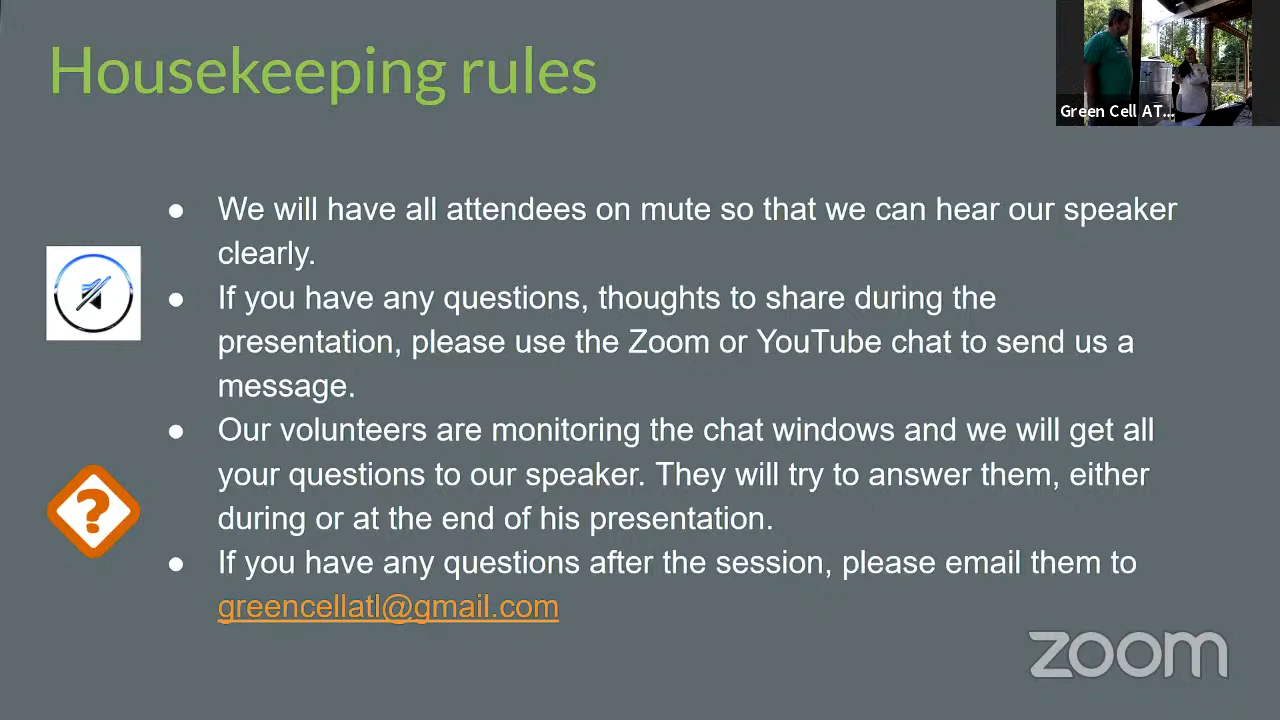 Housekeeping rules
Green Cell AT...
● We will have all attendees on mute so that we can hear our speaker
clearly.
● If you have any questions, thoughts to share during the
presentation, please use the Zoom or YouTube chat to send us a
message.
● Our volunteers are monitoring the chat windows and we will get all
your questions to our speaker. They will try to answer them, either
during or at the end of his presentation.
● If you have any questions after the session, please email them to
greencellatl@gmail.com
zoom